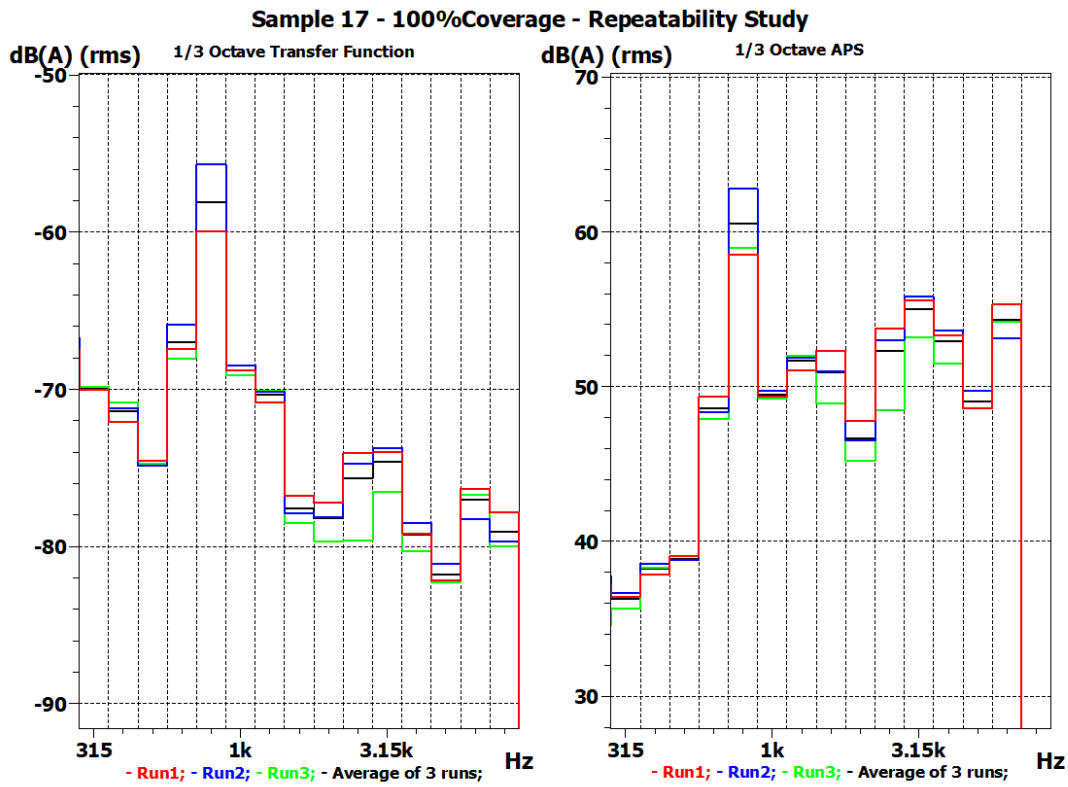 Sample 17 - 100%Coverage - Repeatability Study
dB(A) (rms)
1/3 Octave Transfer Function
-50
-60
-70
-80
-90
315
1k
3.15k
Hz
- Run1; - Run2; - Run3; - Average of 3 runs;
dB(A) (rms)
1/3 Octave APS
70
60
50
40
30
315
1k
3.15k
Hz
- Run1; - Run2; - Run3; - Average of 3 runs;